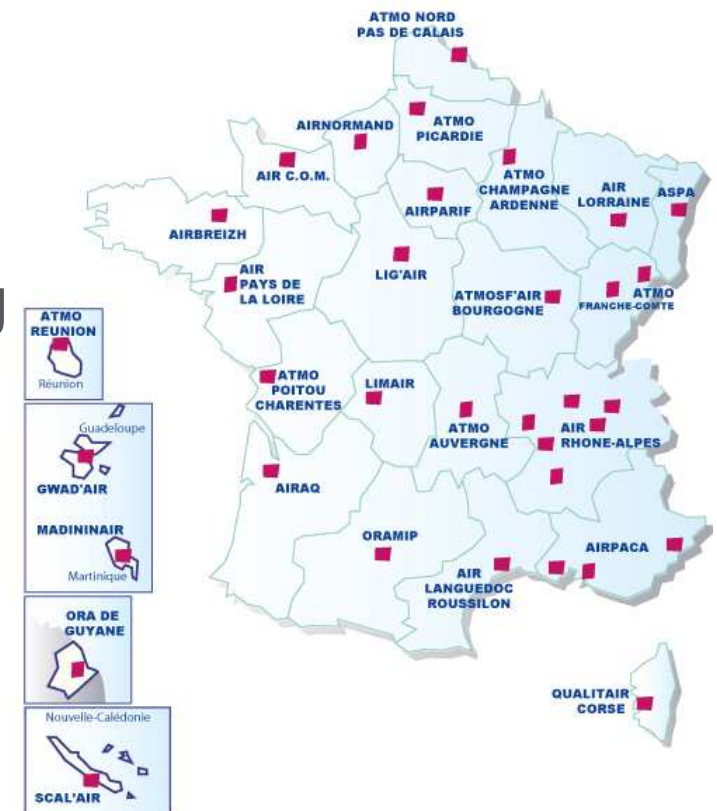 ATMO NORD
PAS DE CALAIS
ATMO
PICARDIE
AIRNORMAND
AIR C.O.M.
ATMO
CHAMPAGNE
ARDENNE
AIR
LORRAINE
ASPA
AIRPARIF
AIRBREIZH
AIR
PAYS DE
LA LOIRE
LIG'AIR
ATMOSF'AIR
BOURGOGNE
ATMO
FRANCHE-COMTE
ATMO
REUNION
Réunion
ATMO
POITOU
CHARENTES
LIMAIR
ATMO
AUVERGNE
AIR
RHONE-ALPES
Guadeloupe
GWAD'AIR
AIRAQ
MADININAIR
Martinique
ORAMIP
AIR
LANGUEDOC
ROUSSILON
AIRPACA
ORA DE
GUYANE
QUALITAIR
CORSE
Nouvelle-Calédonie
SCAL'AIR